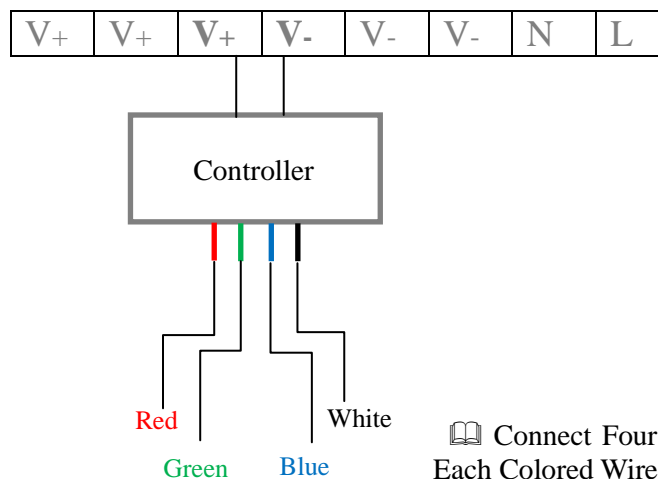 V+ V+ V+ V- V- V- N L
Controller
Red
White
Green
Blue
🕮 Connect Four
Each Colored Wire